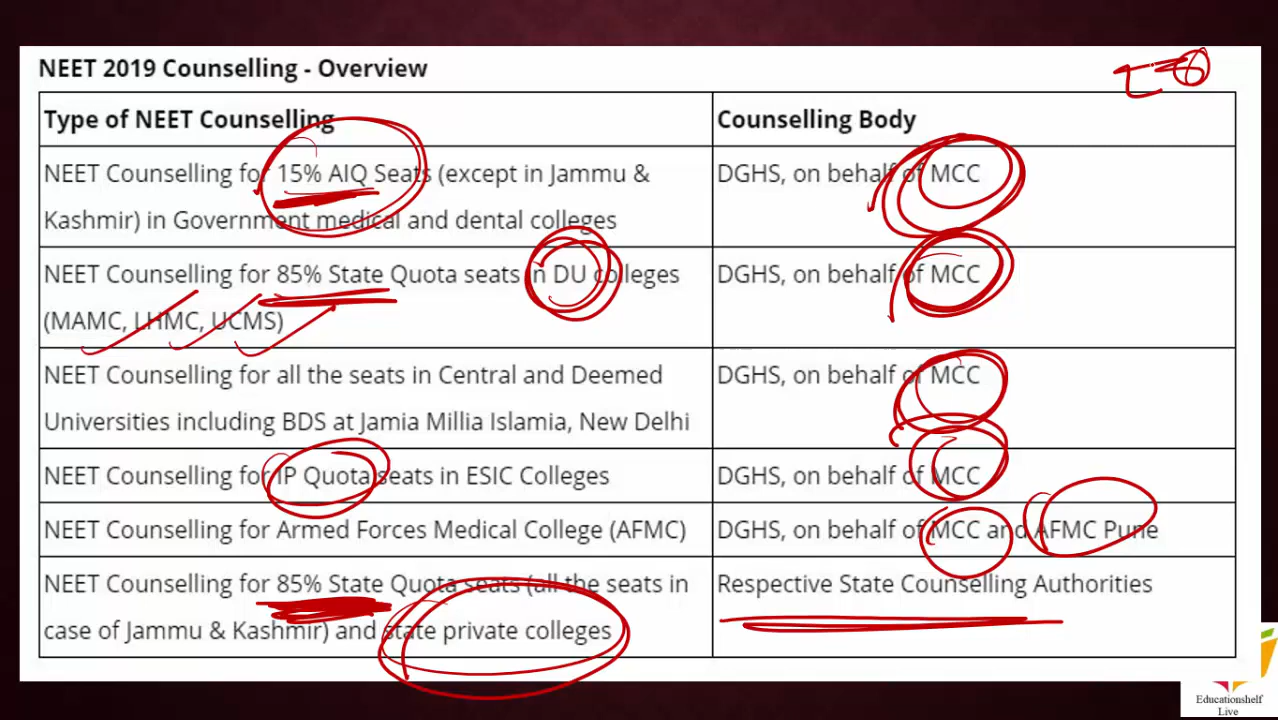 NEET 2019 Counselling - Overview
Type of NEET Counselling
Counselling Body
NEET Counselling for 15% AIQ Seats (except in Jammu &
Kashmir) in Government medical and dental colleges
DGHS, on behalf of MCC
NEET Counselling for 85% State Quota seats in DU colleges
(MAMC, LHMC, UCMS)
DGHS, on behalf of MCC
NEET Counselling for all the seats in Central and Deemed
Universities including BDS at Jamia Millia Islamia, New Delhi
DGHS, on behalf of MCC
NEET Counselling for IP Quota seats in ESIC Colleges
DGHS, on behalf of MCC
NEET Counselling for Armed Forces Medical College (AFMC)
DGHS, on behalf of MCC and AFMC Pune
NEET Counselling for 85% State Quota seats (all the seats in
case of Jammu & Kashmir) and state private colleges
Respective State Counselling Authorities
Educationshelf
Live